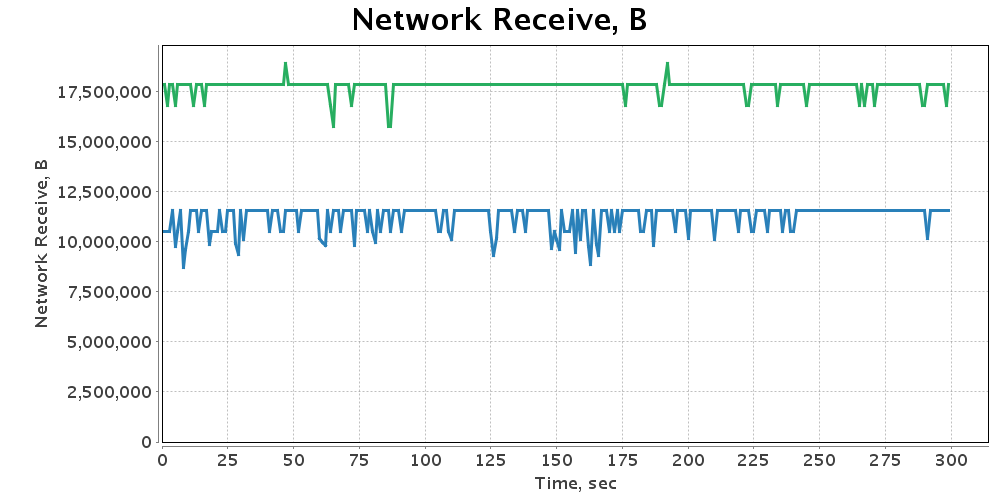 Network Receive, B
17,500,000
15,000,000
12,500,000
10,000,000
7,500,000
5,000,000
2,500,000
0
Network Receive, B
0 25 50 75 100 125 150 175 200 225 250 275 300
Time, sec